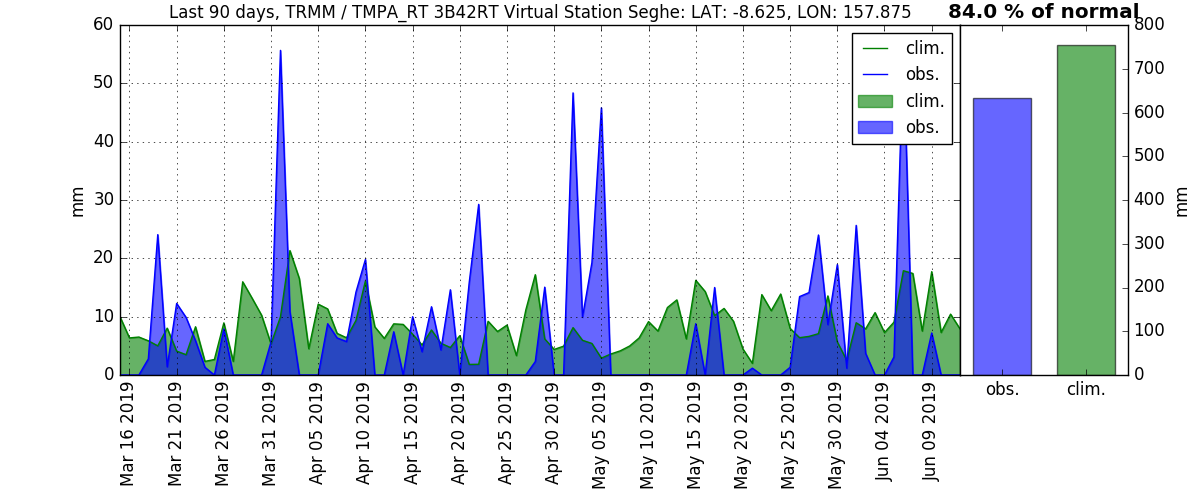 Last 90 days, TRMM / TMPA_RT 3B42RT Virtual Station Seghe: LAT: -8.625, LON: 157.875
84.0 % of normal
60
50
40
30
20
10
0
mm
clim.
obs.
clim.
obs.
800
700
600
500
400
300
200
100
0
mm
Mar 16 2019
Mar 21 2019
Mar 26 2019
Mar 31 2019
Apr 05 2019
Apr 10 2019
Apr 15 2019
Apr 20 2019
Apr 25 2019
Apr 30 2019
May 05 2019
May 10 2019
May 15 2019
May 20 2019
May 25 2019
May 30 2019
Jun 04 2019
Jun 09 2019
obs.
clim.